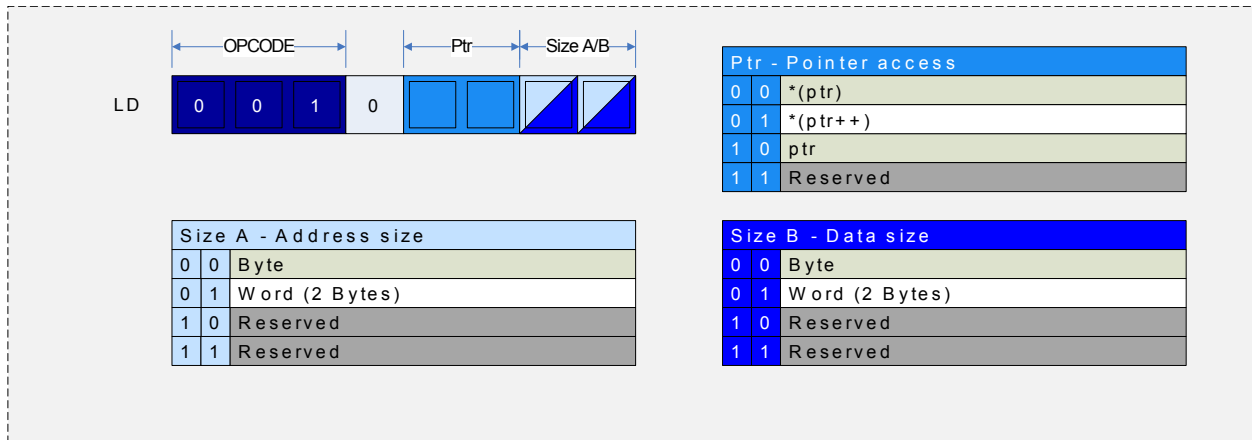 OPCODE Ptr Size A/B
LD 0 0 1 0
Ptr - Pointer access
0 0 *(ptr)
0 1 *(ptr++)
1 0 ptr
1 1 Reserved
Size A - Address size
0 0 Byte
0 1 Word (2 Bytes)
1 0 Reserved
1 1 Reserved
Size B - Data size
0 0 Byte
0 1 Word (2 Bytes)
1 0 Reserved
1 1 Reserved